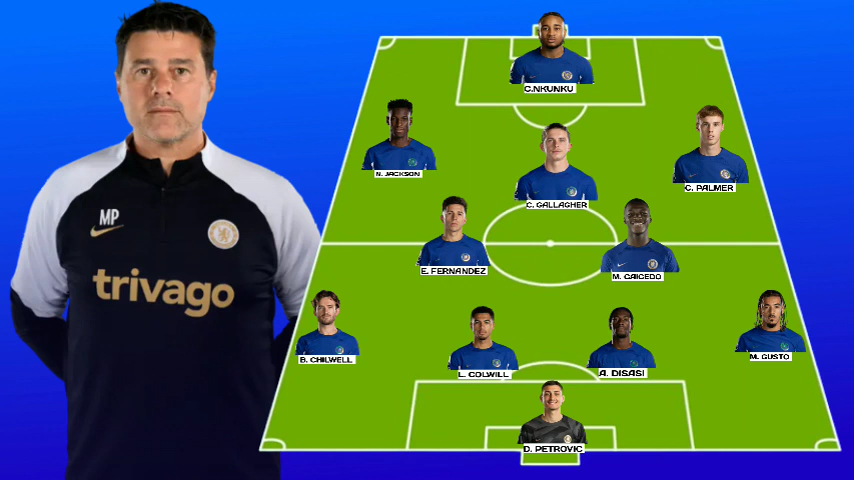 C.NKUNKU
N. JACKSON
C. GALLAGHER
C. PALMER
MP
trivago
E. FERNANDEZ
M. CAICEDO
B. CHILWELL
L. COLWILL
A. DISASI
M. GUSTO
D. PETROVIC